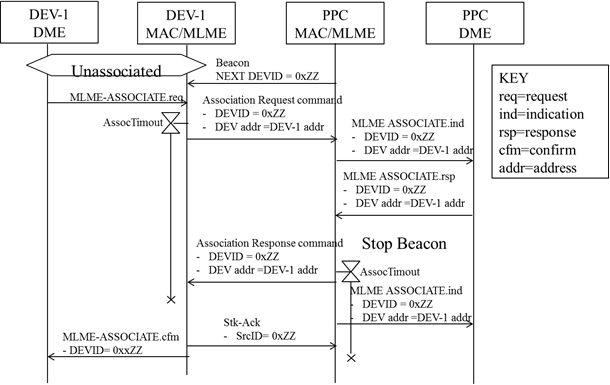 DEV-1
DME
DEV-1
MAC/MLME
PPC
MAC/MLME
PPC
DME
Unassociated
Beacon
NEXT DEVID = 0xZZ
MLME-ASSOCIATE.req
Association Request command
- DEVID = 0xZZ
- DEV addr =DEV-1 addr
AssocTimout
MLME ASSOCIATE.ind
- DEVID = 0xZZ
- DEV addr =DEV-1 addr
MLME ASSOCIATE.rsp
- DEVID = 0xZZ
- DEV addr =DEV-1 addr
Association Response command
- DEVID = 0xZZ
- DEV addr =DEV-1 addr
Stop Beacon
AssocTimout
MLME ASSOCIATE.ind
- DEVID = 0xZZ
- DEV addr =DEV-1 addr
Stk-Ack
- SrcID= 0xZZ
MLME-ASSOCIATE.cfm
- DEVID= 0xxZZ
KEY
req=request
ind=indication
rsp=response
cfm=confirm
addr=address